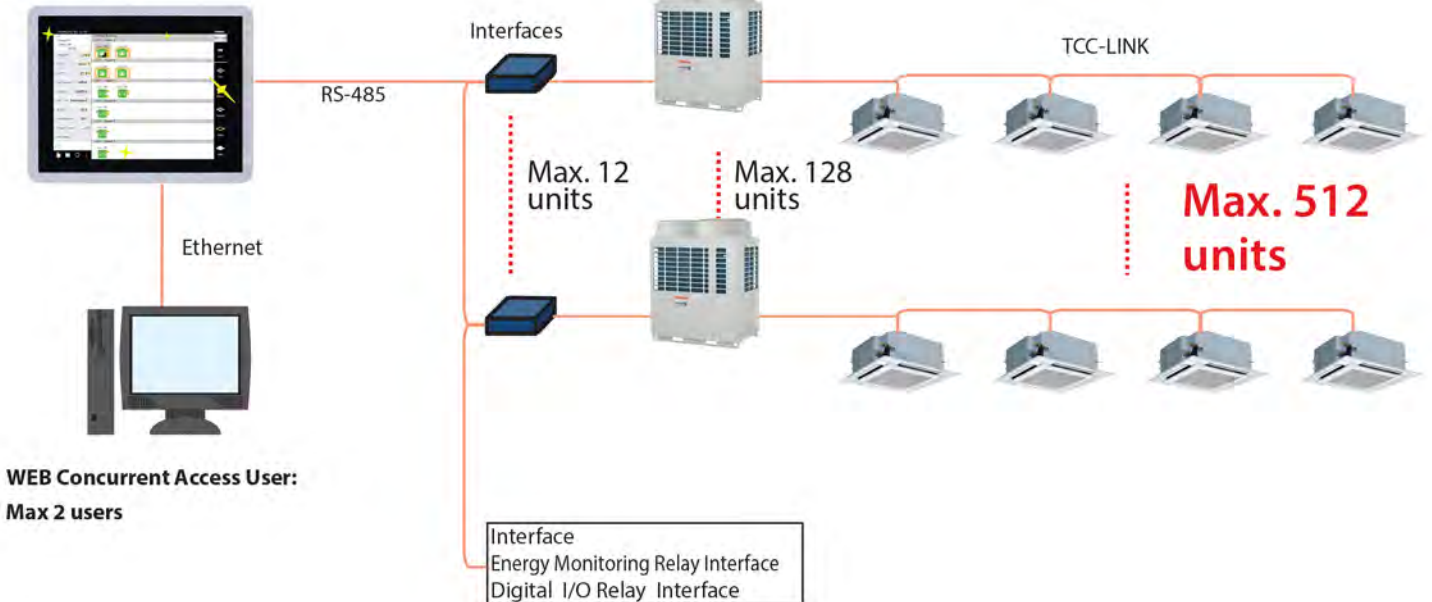 Interfaces
TCC-LINK
RS-485
Max. 12
units
Max. 128
units
Max. 512
units
Ethernet
WEB Concurrent Access User:
Max 2 users
Interface
Energy Monitoring Relay Interface
Digital I/O Relay Interface